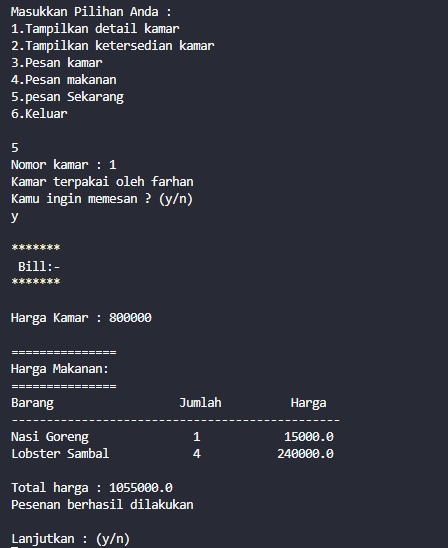 Masukkan Pilihan Anda :
1.Tampilkan detail kamar
2.Tampilkan ketersedian kamar
3.Pesan kamar
4.Pesan makanan
5.pesan Sekarang
6.Keluar
5
Nomor kamar : 1
Kamar terpakai oleh farhan
Kamu ingin memesan ? (y/n)
y
*******
Bill:-
*******
Harga Kamar : 800000
===============
Harga Makanan:
===============
Barang Jumlah Harga
-----------------------------------------------
Nasi Goreng 1 15000.0
Lobster Sambal 4 240000.0
Total harga : 1055000.0
Pesenan berhasil dilakukan
Lanjutkan : (y/n)